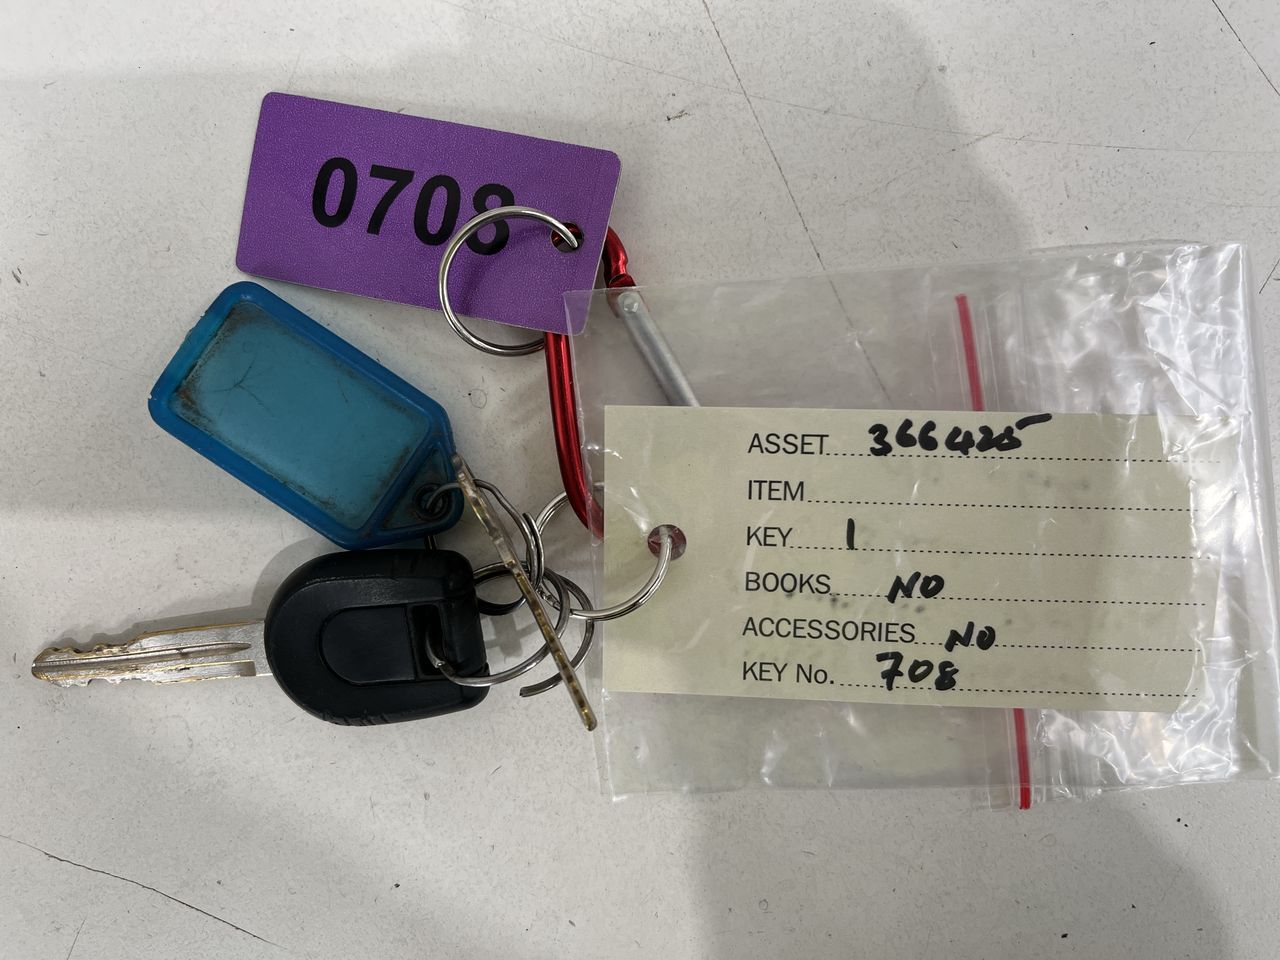 0708
ASSET 366425
ITEM
KEY 1
BOOKS NO
ACCESSORIES NO
KEY No. 708